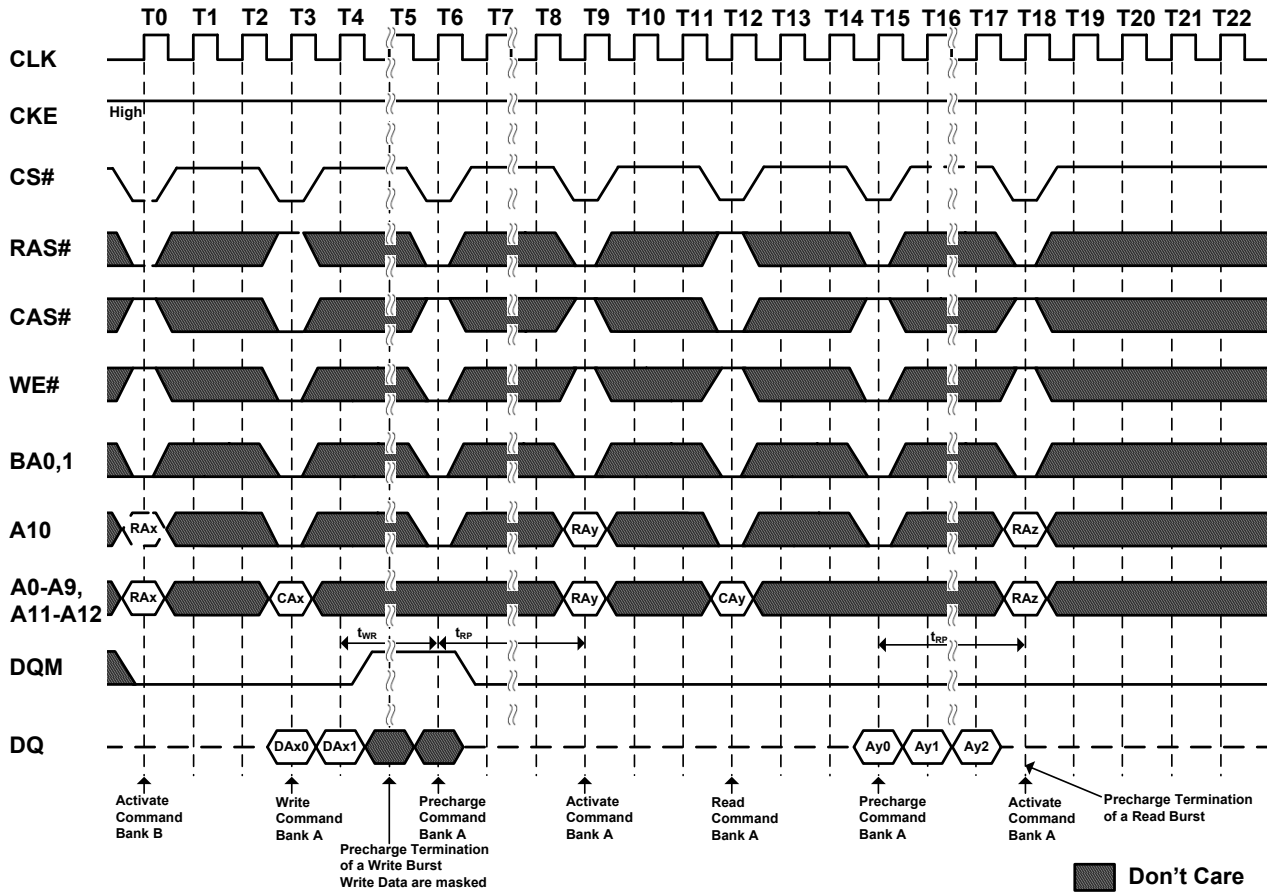 T0 T1 T2 T3 T4 T5 T6 T7 T8 T9 T10 T11 T12 T13 T14 T15 T16 T17 T18 T19 T20 T21 T22
CLK
CKE
High
CS#
RAS#
CAS#
WE#
BA0,1
A10
RAx RAy RAz
A0-A9,
A11-A12
RAx CAx RAy CAy RAz
tWR tRP tRP
DQM
DQ
DAx0 DAx1 Ay0 Ay1 Ay2
Activate
Command
Bank B
Write
Command
Bank A
Precharge Termination
of a Write Burst
Write Data are masked
Precharge
Command
Bank A
Activate
Command
Bank A
Read
Command
Bank A
Precharge
Command
Bank A
Activate
Command
Bank A
Precharge Termination
of a Read Burst
Don't Care